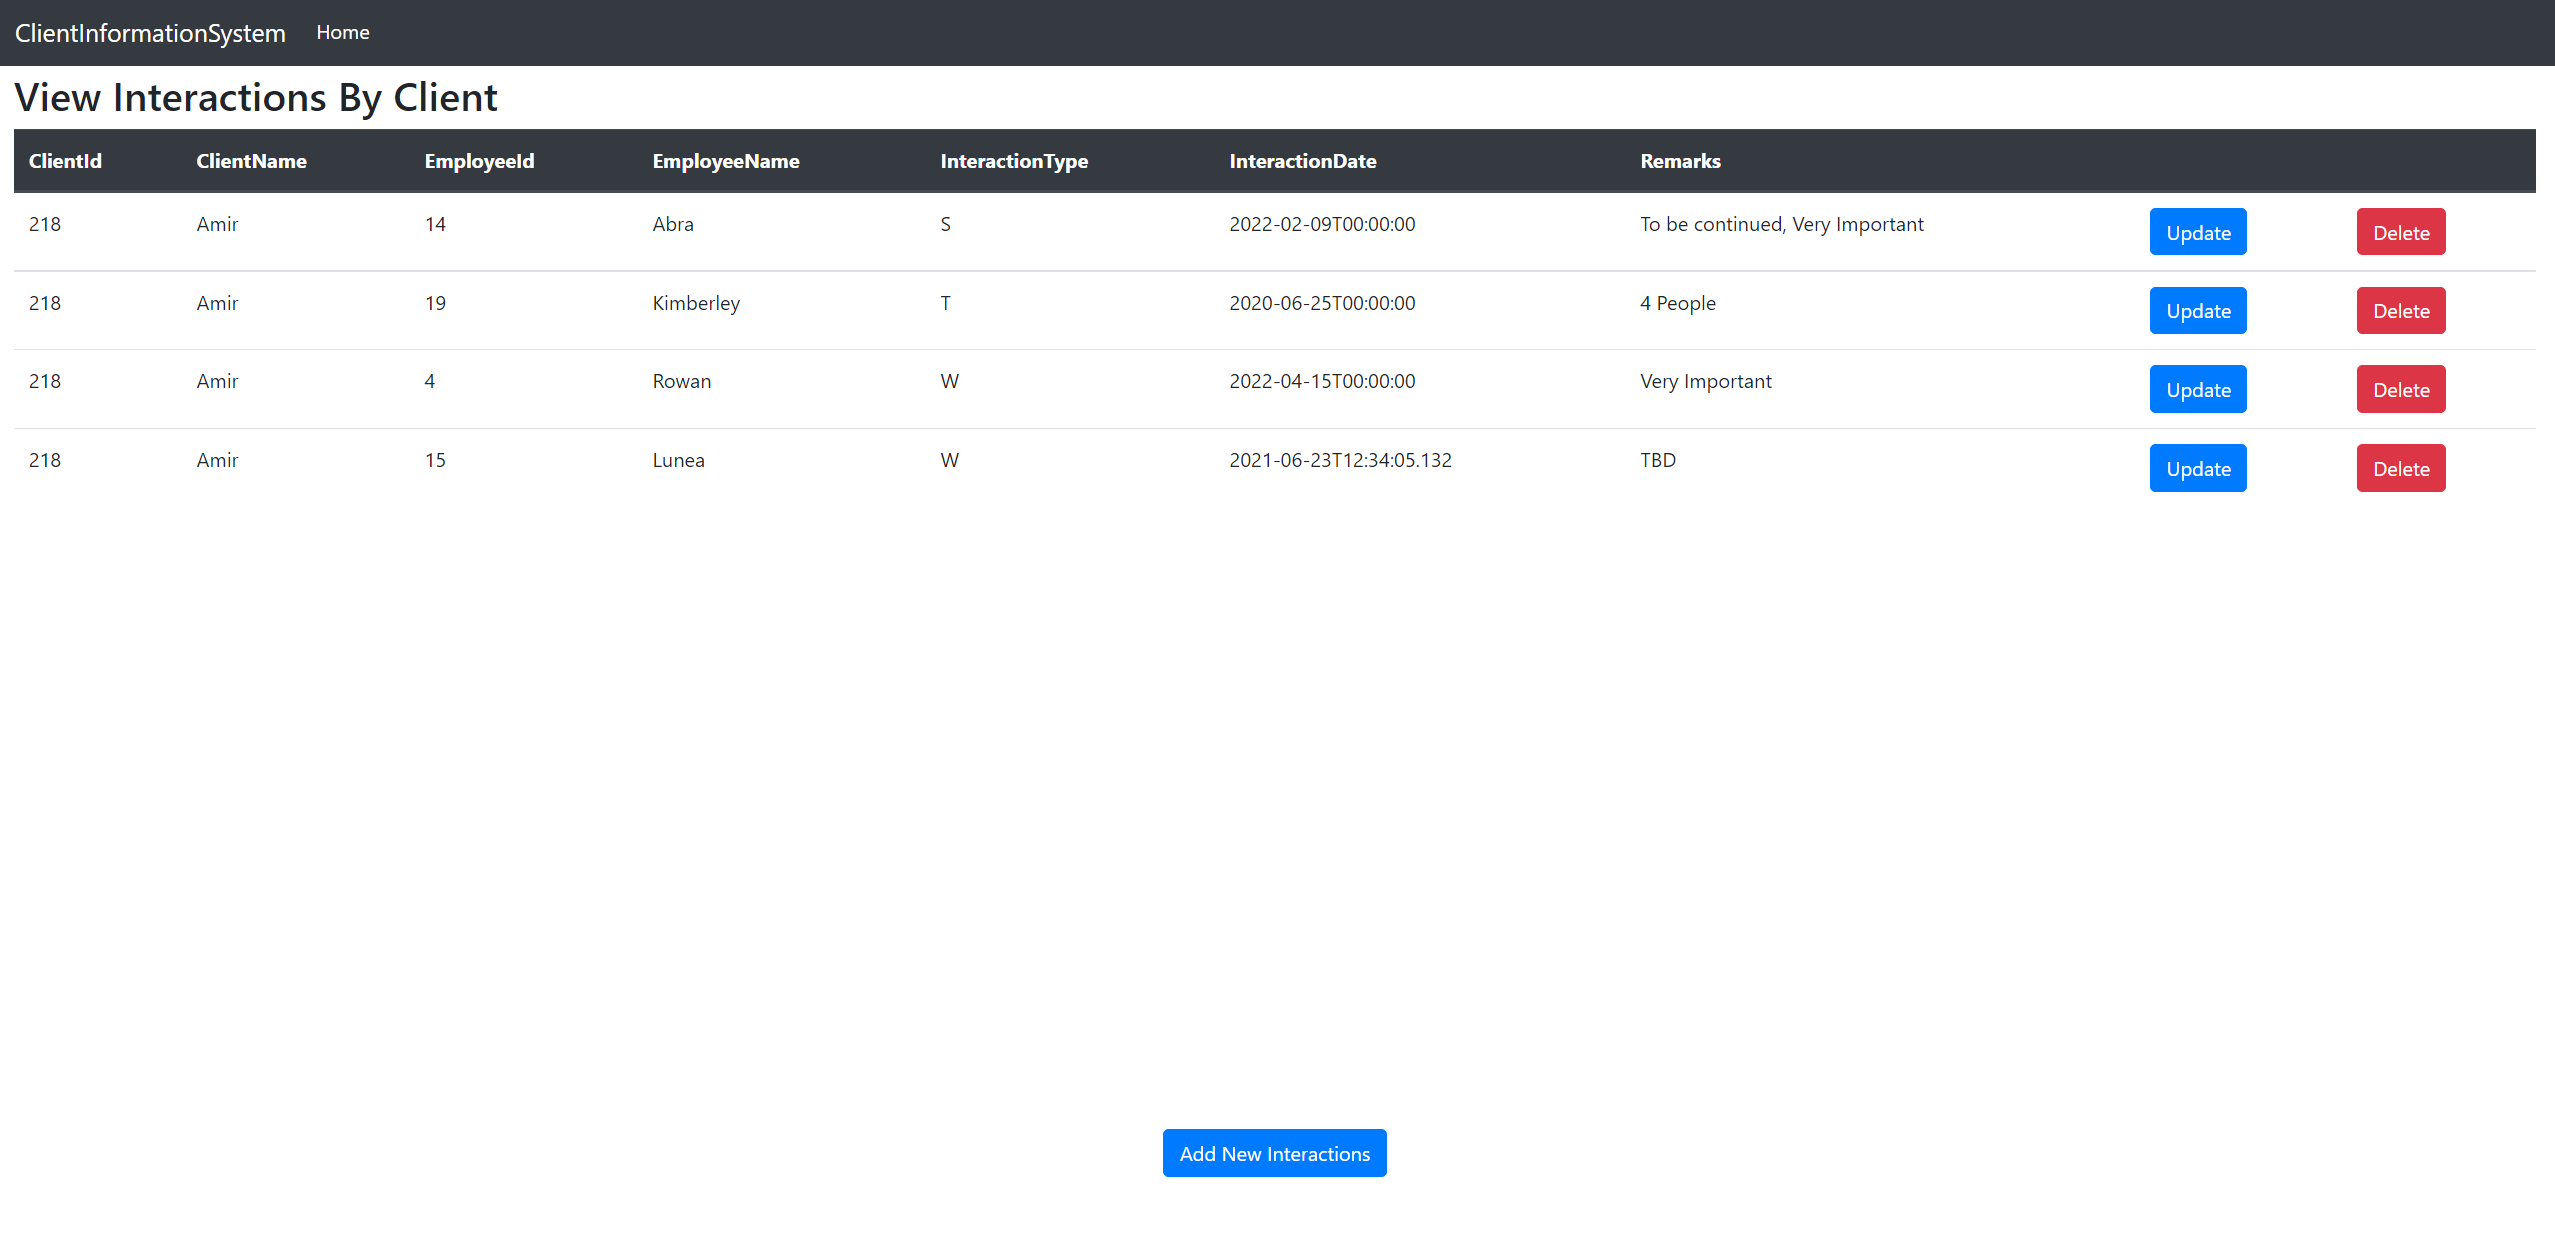 ClientInformationSystem Home
View Interactions By Client
ClientId ClientName EmployeeId EmployeeName InteractionType InteractionDate Remarks
218 Amir 14 Abra S 2022-02-09T00:00:00 To be continued, Very Important Update Delete
218 Amir 19 Kimberley T 2020-06-25T00:00:00 4 People Update Delete
218 Amir 4 Rowan W 2022-04-15T00:00:00 Very Important Update Delete
218 Amir 15 Lunea W 2021-06-23T12:34:05.132 TBD Update Delete
Add New Interactions